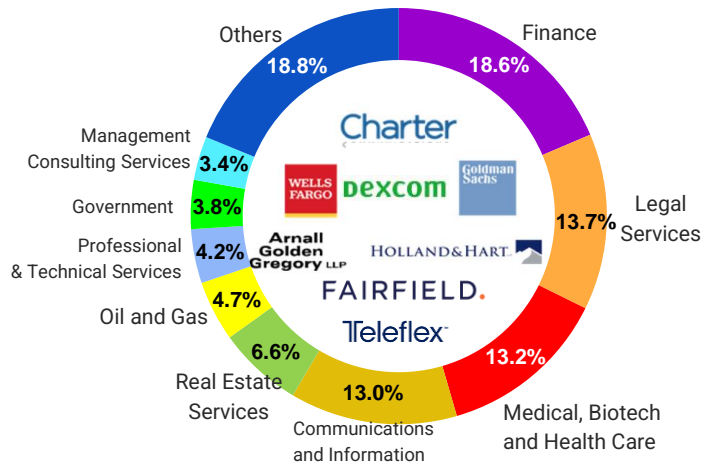 Others
18.8%
Finance
18.6%
Legal
Services
13.7%
Medical, Biotech
and Health Care
13.2%
Communications
and Information
13.0%
Real Estate
Services
6.6%
Oil and Gas
4.7%
Professional
& Technical Services
4.2%
Government
3.8%
Management
Consulting Services
3.4%
Charter
WELLS
FARGO
Dexcom
Goldman
Sachs
Arnall
Golden
Gregory LLP
HOLLAND&HART
FAIRFIELD.
Teleflex